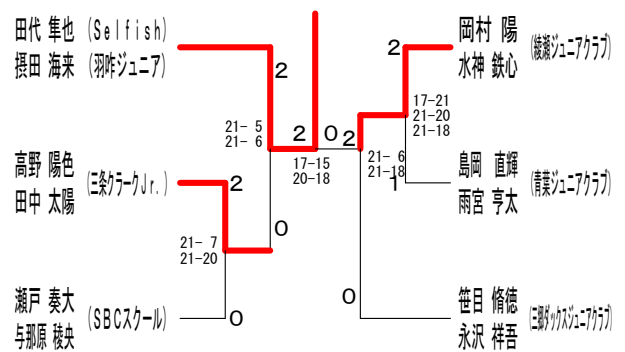 田代 隼也 (Selfish)
摂田 海来 (羽咋ジュニア)
2
21- 5
21- 6
高野 陽色
田中 太陽
(三条クラークJr.)
2
0
21- 7
21-20
瀬戸 奏大
与那原 稜央
(SBCスクール)
0
2 0
17-15
20-18
岡村 陽
水神 鉄心
(綾瀬ジュニアクラブ)
2
17-21
21-20
21-18
2
21- 6
21-18
1
島岡 直輝
雨宮 亨太
(青葉ジュニアクラブ)
0
笹目 脩徳
永沢 祥吾
(三郷ダックスジュニアクラブ)